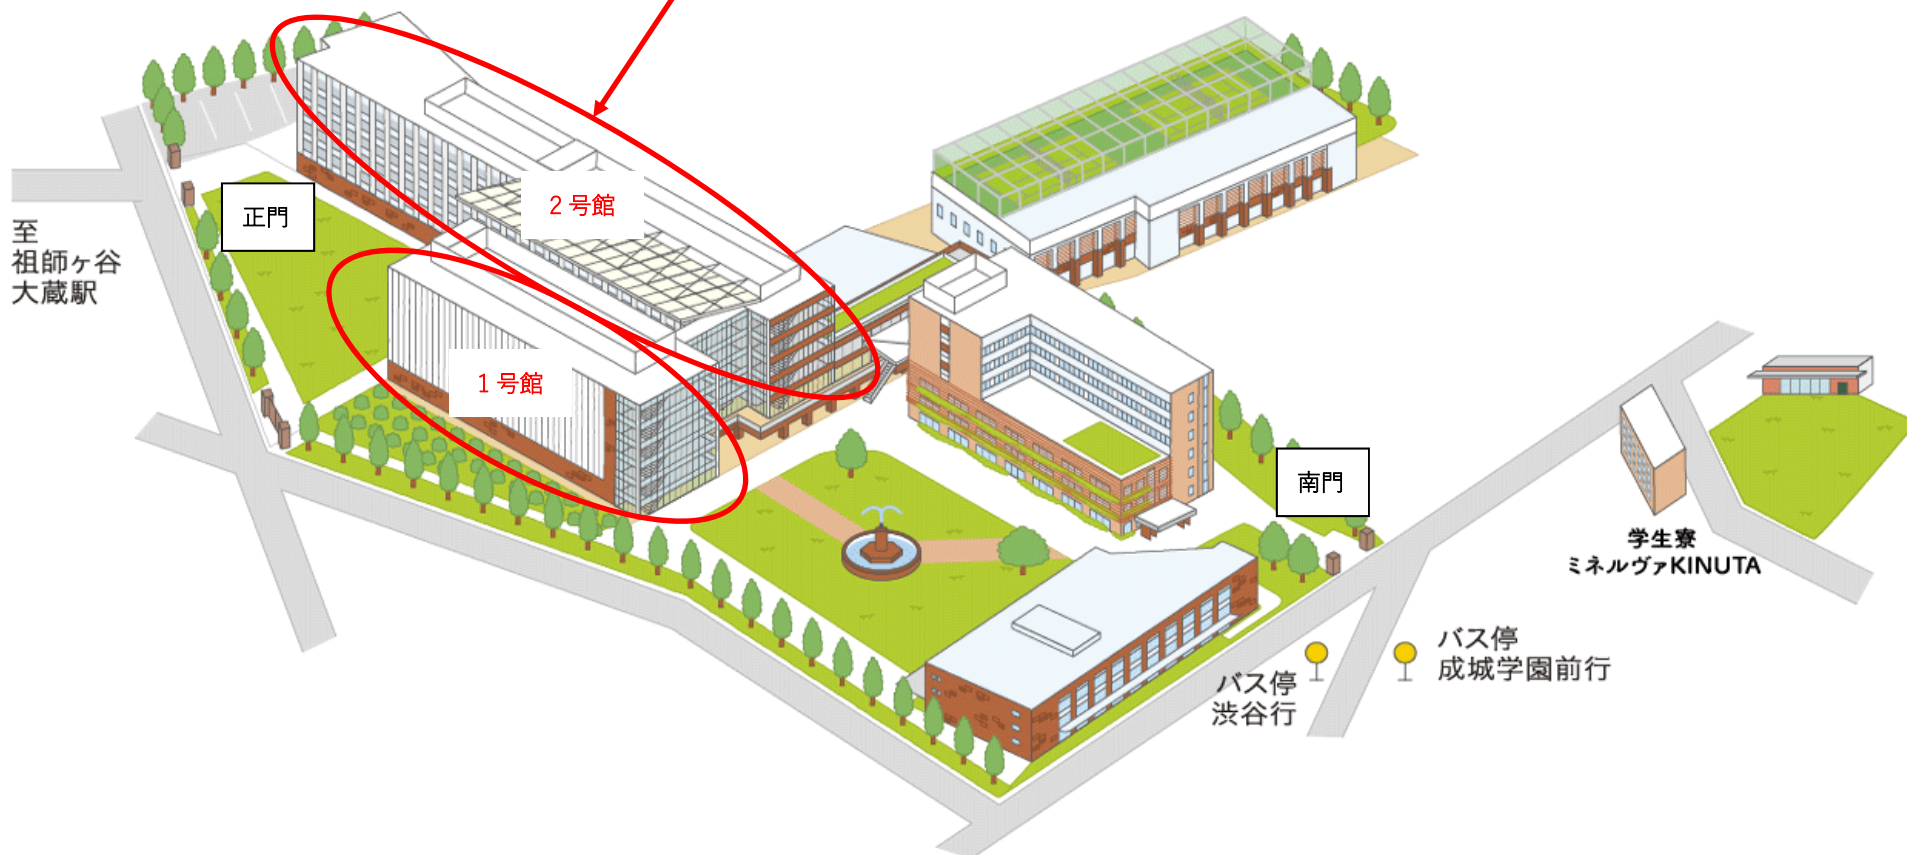 2号館
正門
至
祖師ヶ谷
大蔵駅
1号館
南門
学生寮
ミネルヴァKINUTA
バス停
成城学園前行
バス停
渋谷行